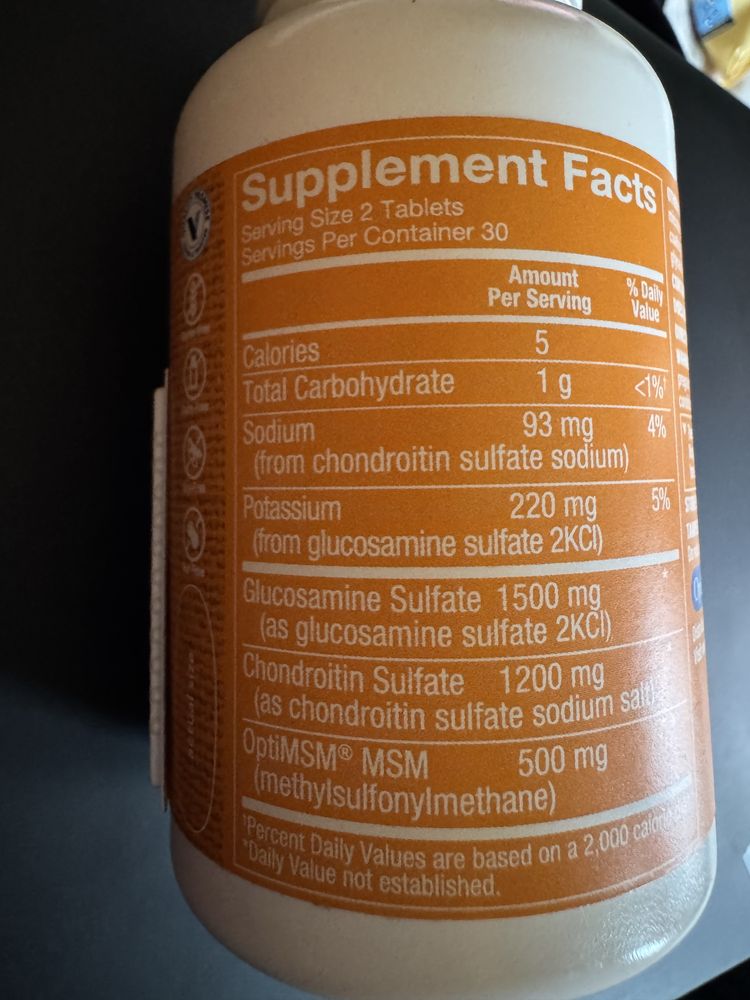 Supplement Facts
Serving Size 2 Tablets
Servings Per Container 30
Amount Per Serving % Daily Value
Calories 5
Total Carbohydrate 1 g <1%†
Sodium 93 mg 4%
(from chondroitin sulfate sodium)
Potassium 220 mg 5%
(from glucosamine sulfate 2KCl)
Glucosamine Sulfate 1500 mg *
(as glucosamine sulfate 2KCl)
Chondroitin Sulfate 1200 mg
(as chondroitin sulfate sodium salt)
OptiMSM® MSM 500 mg
(methylsulfonylmethane)
†Percent Daily Values are based on a 2,000 calorie
*Daily Value not established.
actual size